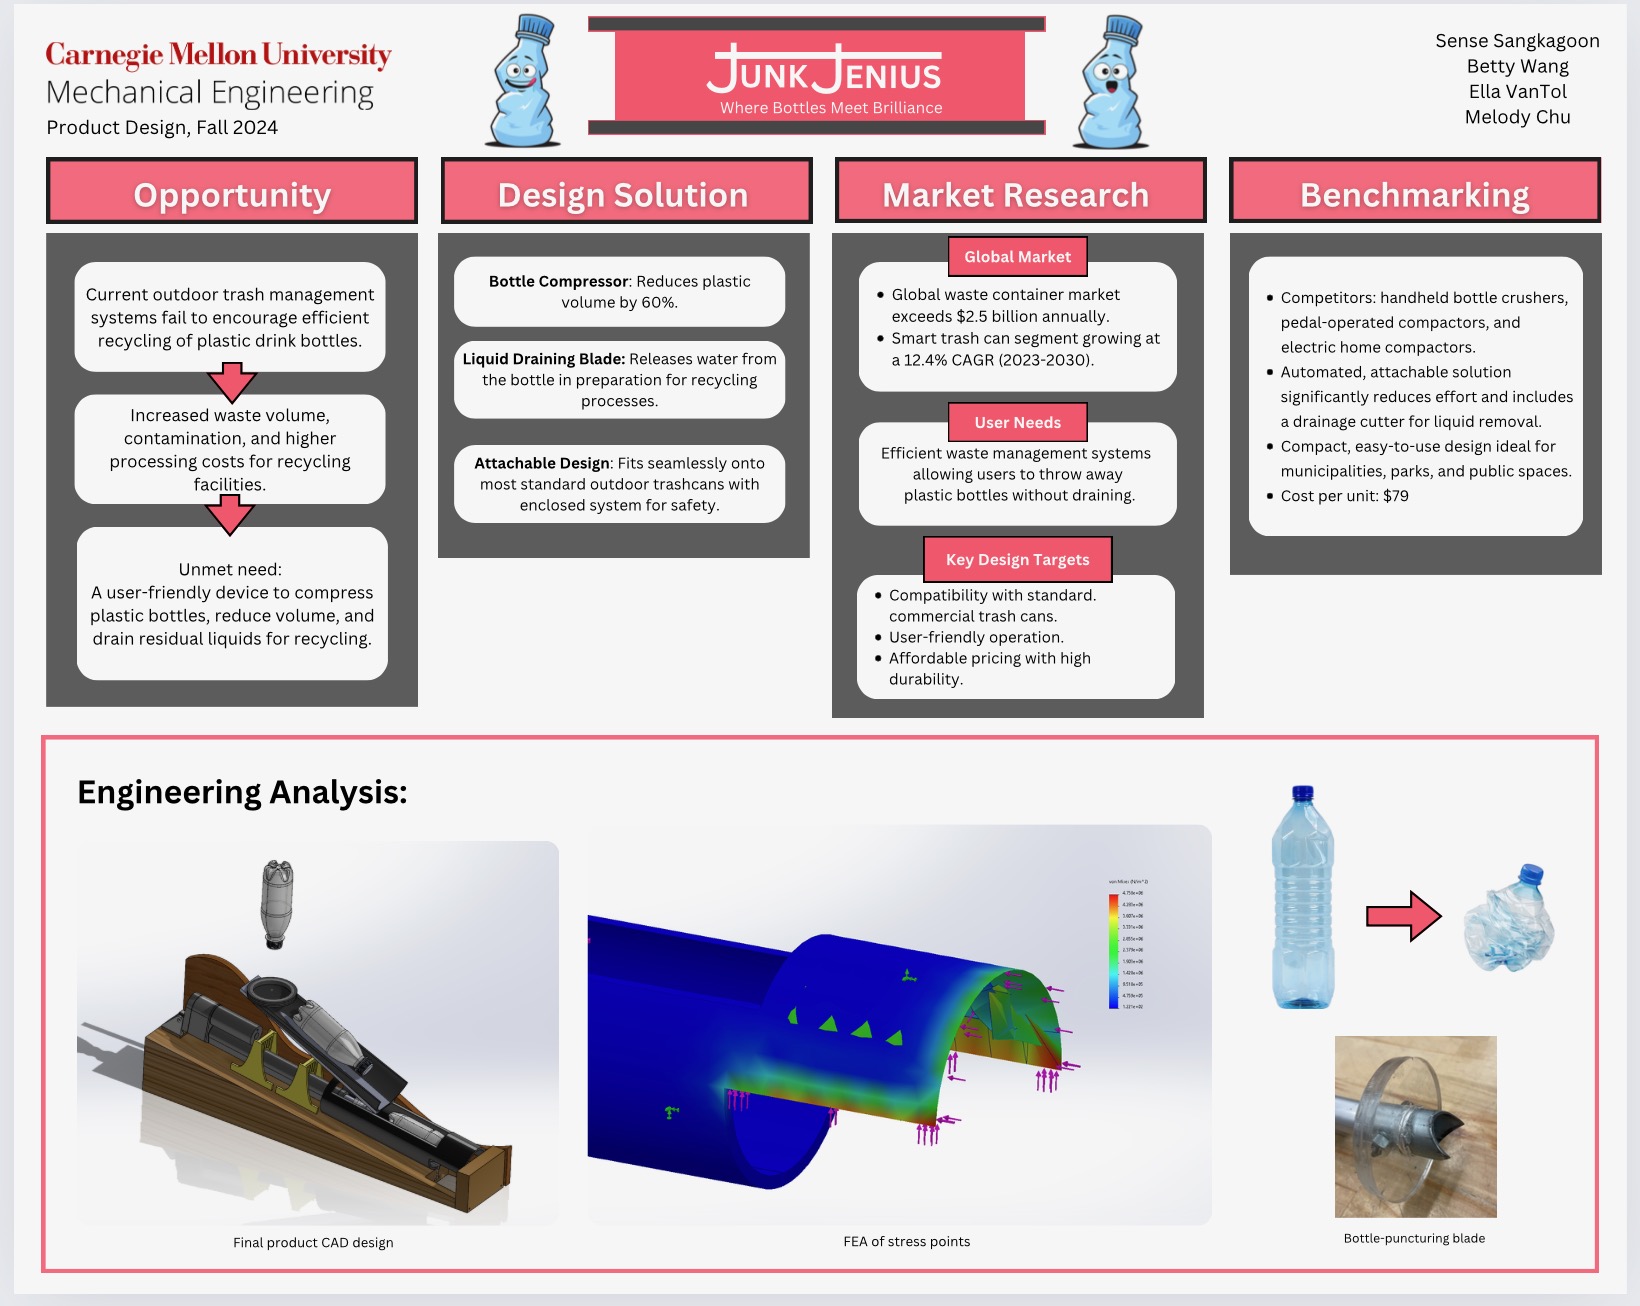 Carnegie Mellon University
Mechanical Engineering
Product Design, Fall 2024
JUNKJENIUS
Where Bottles Meet Brilliance
Sense Sangkagoon
Betty Wang
Ella VanTol
Melody Chu
Opportunity
Current outdoor trash management
systems fail to encourage efficient
recycling of plastic drink bottles.
Increased waste volume,
contamination, and higher
processing costs for recycling
facilities.
Unmet need:
A user-friendly device to compress
plastic bottles, reduce volume, and
drain residual liquids for recycling.
Design Solution
Bottle Compressor: Reduces plastic
volume by 60%.
Liquid Draining Blade: Releases water from
the bottle in preparation for recycling
processes.
Attachable Design: Fits seamlessly onto
most standard outdoor trashcans with
enclosed system for safety.
Market Research
Global Market
• Global waste container market
exceeds $2.5 billion annually.
• Smart trash can segment growing at
a 12.4% CAGR (2023-2030).
User Needs
Efficient waste management systems
allowing users to throw away
plastic bottles without draining.
Key Design Targets
• Compatibility with standard.
commercial trash cans.
• User-friendly operation.
• Affordable pricing with high
durability.
Benchmarking
• Competitors: handheld bottle crushers,
pedal-operated compactors, and
electric home compactors.
• Automated, attachable solution
significantly reduces effort and includes
a drainage cutter for liquid removal.
• Compact, easy-to-use design ideal for
municipalities, parks, and public spaces.
• Cost per unit: $79
Engineering Analysis:
Final product CAD design
von Mises (N/m^2)
FEA of stress points
Bottle-puncturing blade